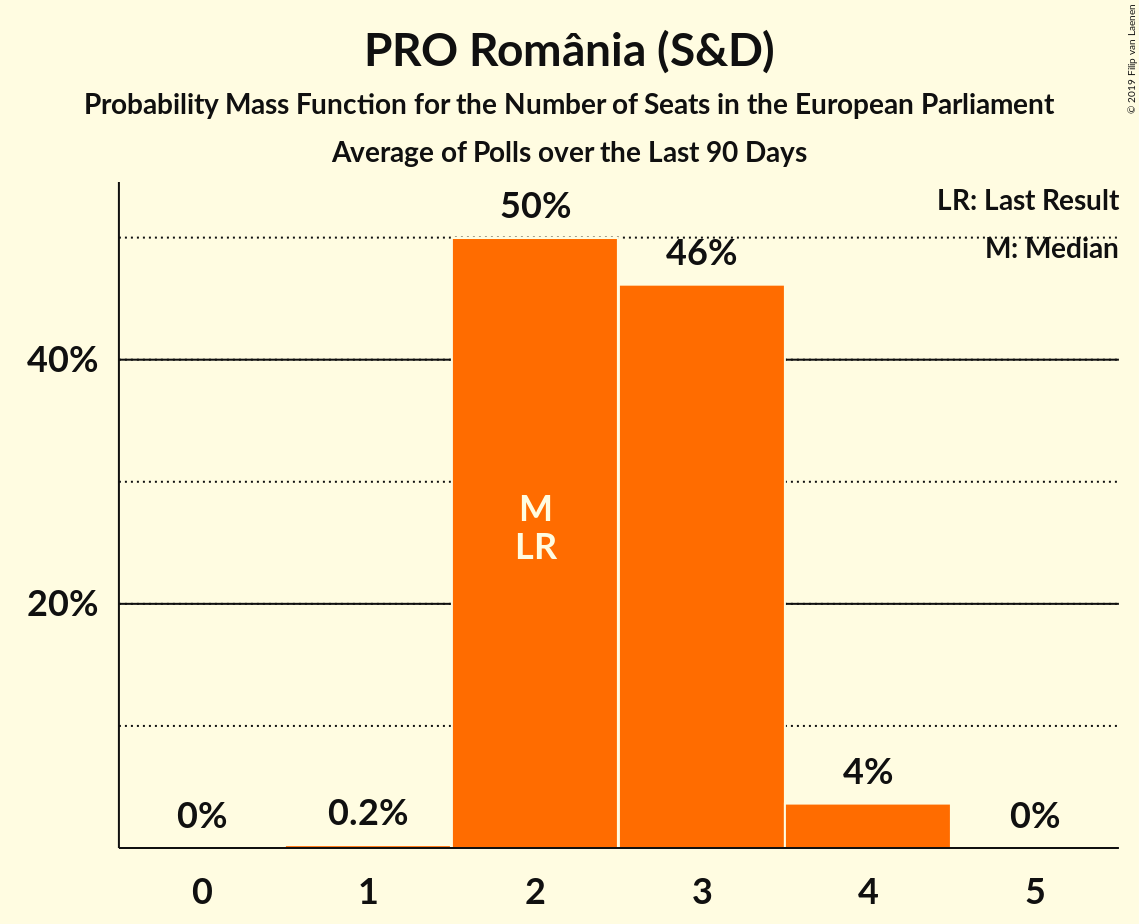 PRO România (S&D)
Probability Mass Function for the Number of Seats in the European Parliament
Average of Polls over the Last 90 Days
© 2019 Filip van Laenen
LR: Last Result
M: Median
50%
46%
40%
20%
M
LR
0%
0.2%
4%
0%
0
1
2
3
4
5